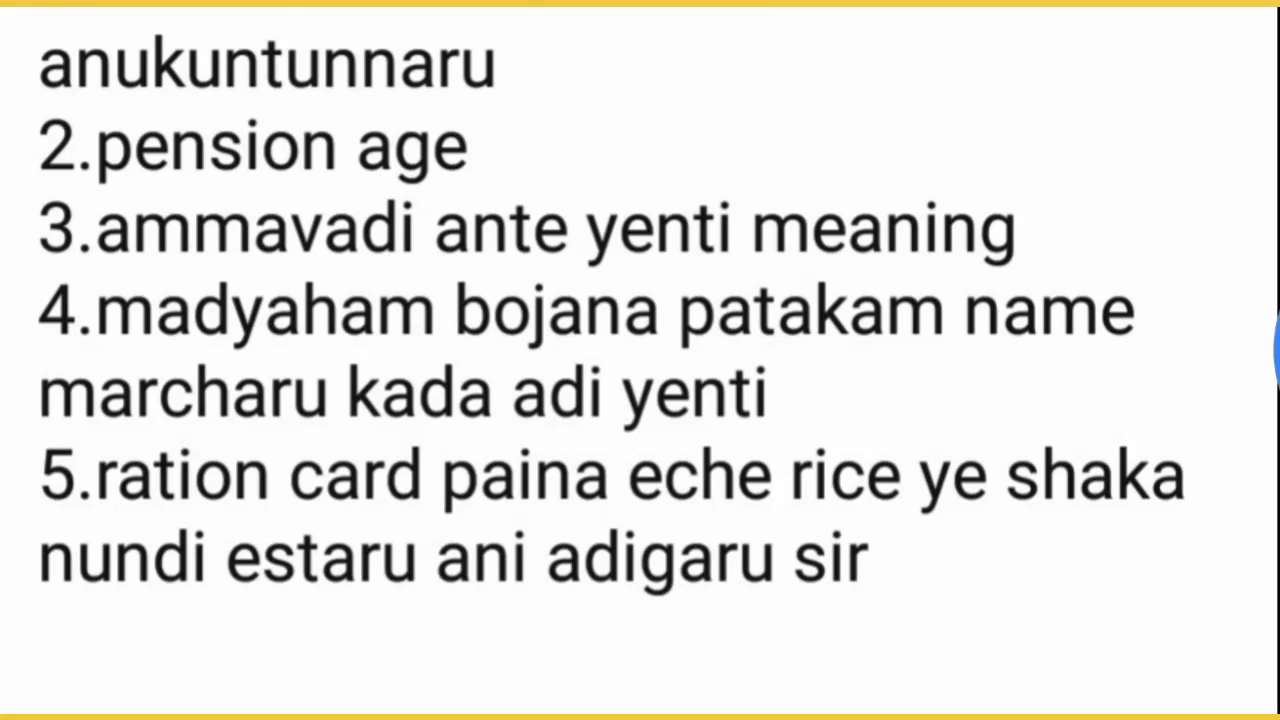 anukuntunnaru
2.pension age
3.ammavadi ante yenti meaning
4.madyaham bojana patakam name
marcharu kada adi yenti
5.ration card paina eche rice ye shaka
nundi estaru ani adigaru sir